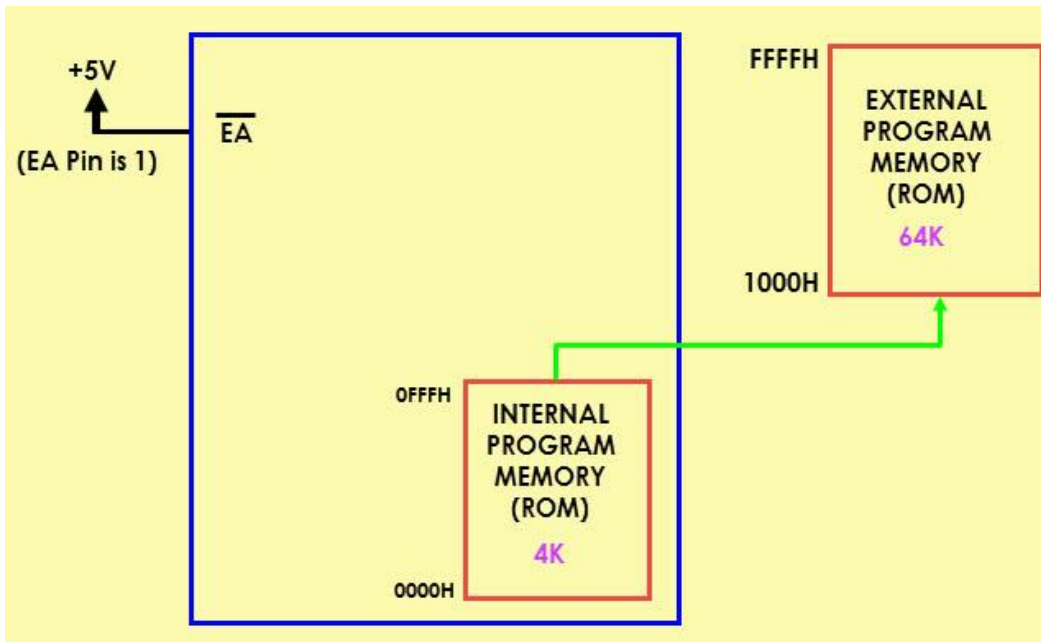 +5V
(EA Pin is 1)
EA
FFFFH
EXTERNAL
PROGRAM
MEMORY
(ROM)
64K
1000H
0FFFH
INTERNAL
PROGRAM
MEMORY
(ROM)
4K
0000H